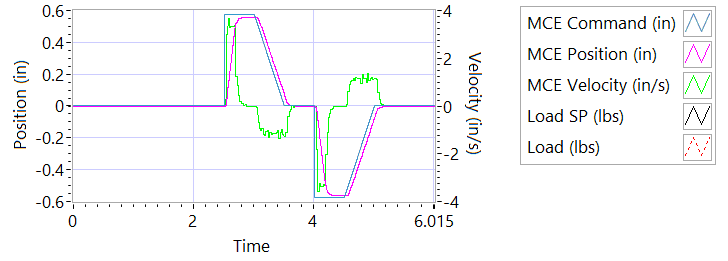 0.6
0.4
0.2
0
-0.2
-0.4
-0.6
Position (in)
4
2
0
-2
-4
Velocity (in/s)
0
2
4
6.015
Time
MCE Command (in)
MCE Position (in)
MCE Velocity (in/s)
Load SP (lbs)
Load (lbs)